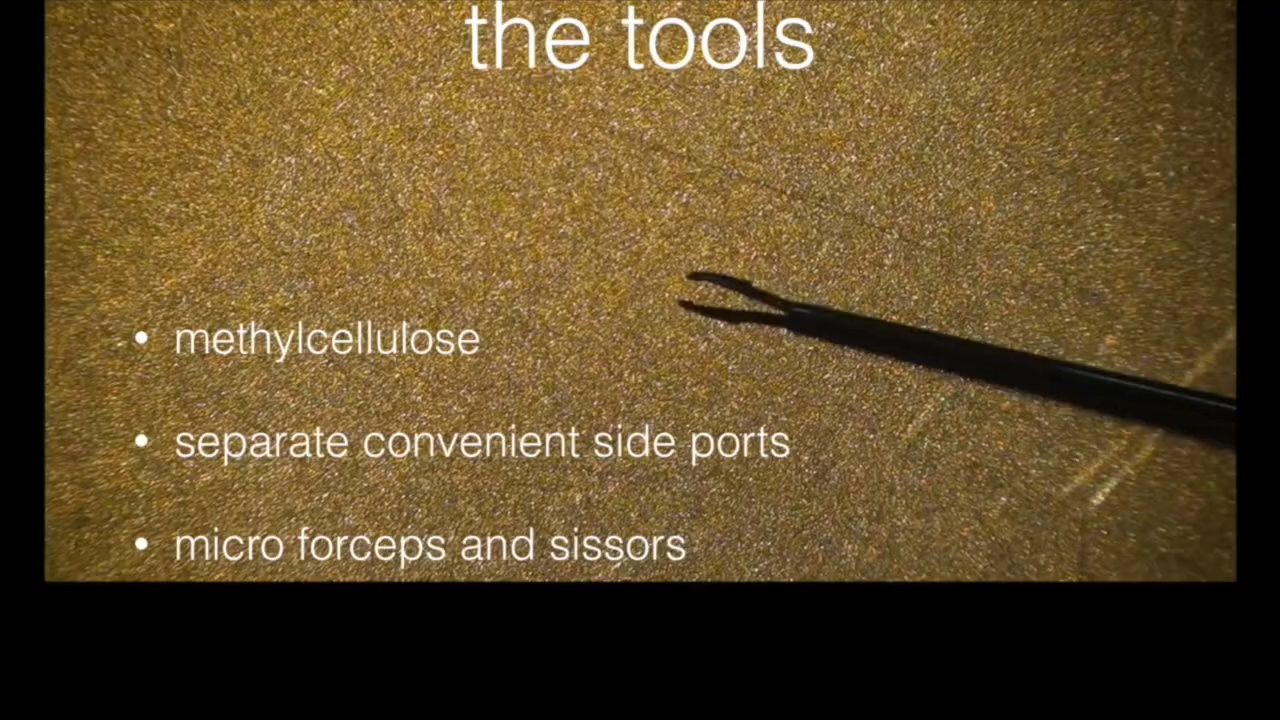 the tools
• methylcellulose
• separate convenient side ports
• micro forceps and sissors